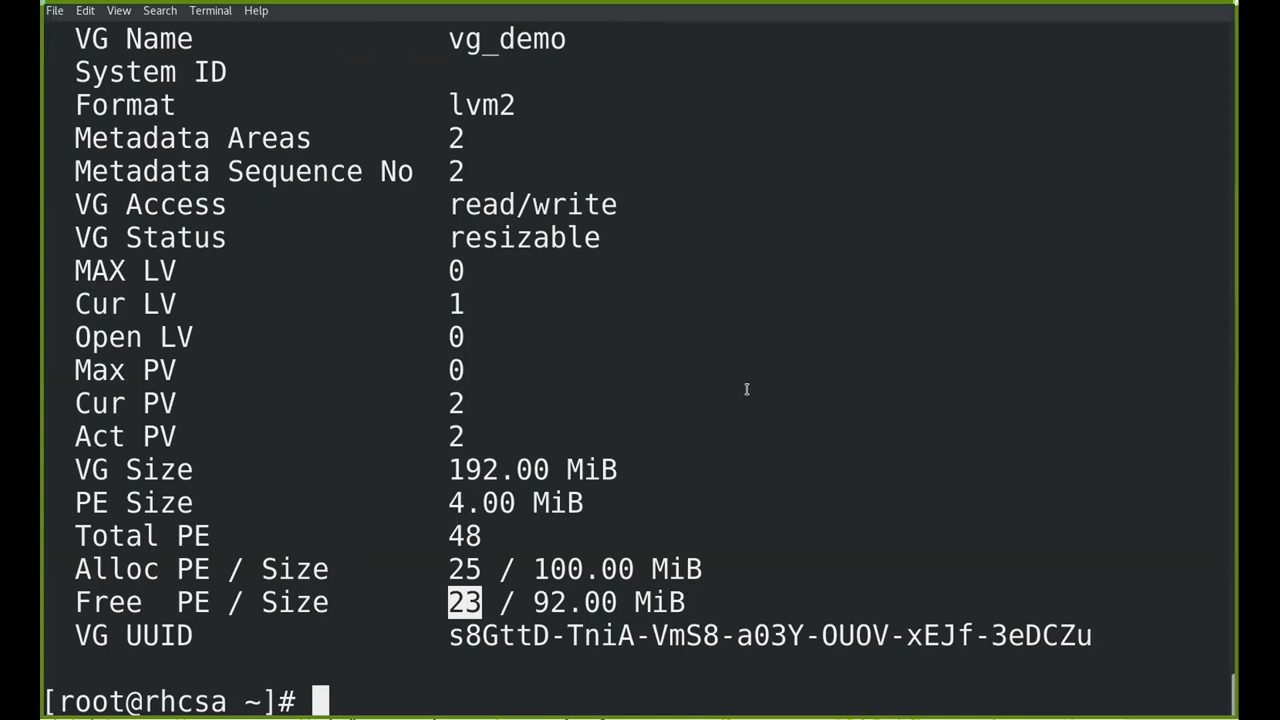 File Edit View Search Terminal Help
VG Name vg_demo
System ID
Format lvm2
Metadata Areas 2
Metadata Sequence No 2
VG Access read/write
VG Status resizable
MAX LV 0
Cur LV 1
Open LV 0
Max PV 0
Cur PV 2
Act PV 2
VG Size 192.00 MiB
PE Size 4.00 MiB
Total PE 48
Alloc PE / Size 25 / 100.00 MiB
Free PE / Size 23 / 92.00 MiB
VG UUID s8GttD-TniA-VmS8-a03Y-OUOV-xEJf-3eDCZu
[root@rhcsa ~]#